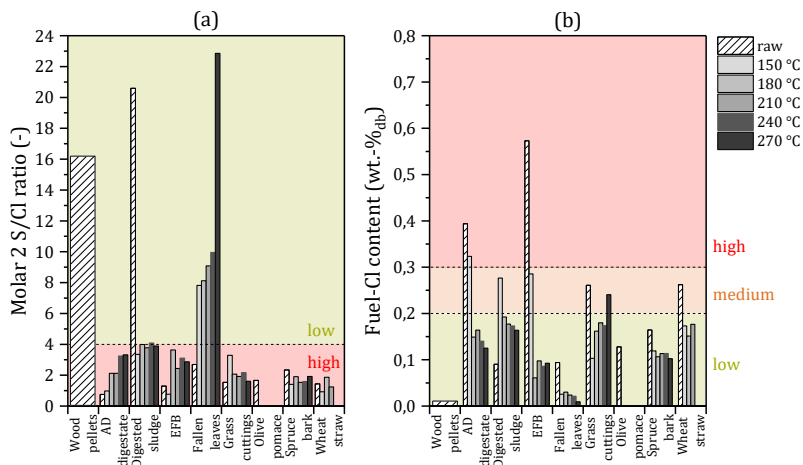 (a)
Molar 2 S/Cl ratio (-)
24
22
20
18
16
14
12
10
8
6
4
2
0
low
high
Wood
pellets
AD
digestate
Digested
sludge
EFB
Fallen
leaves
Grass
cuttings
Olive
pomace
Spruce
bark
Wheat
straw
(b)
Fuel-Cl content (wt.-%db)
0,8
0,7
0,6
0,5
0,4
0,3
0,2
0,1
0,0
high
medium
low
Wood
pellets
AD
digestate
Digested
sludge
EFB
Fallen
leaves
Grass
cuttings
Olive
pomace
Spruce
bark
Wheat
straw
raw
150 °C
180 °C
210 °C
240 °C
270 °C